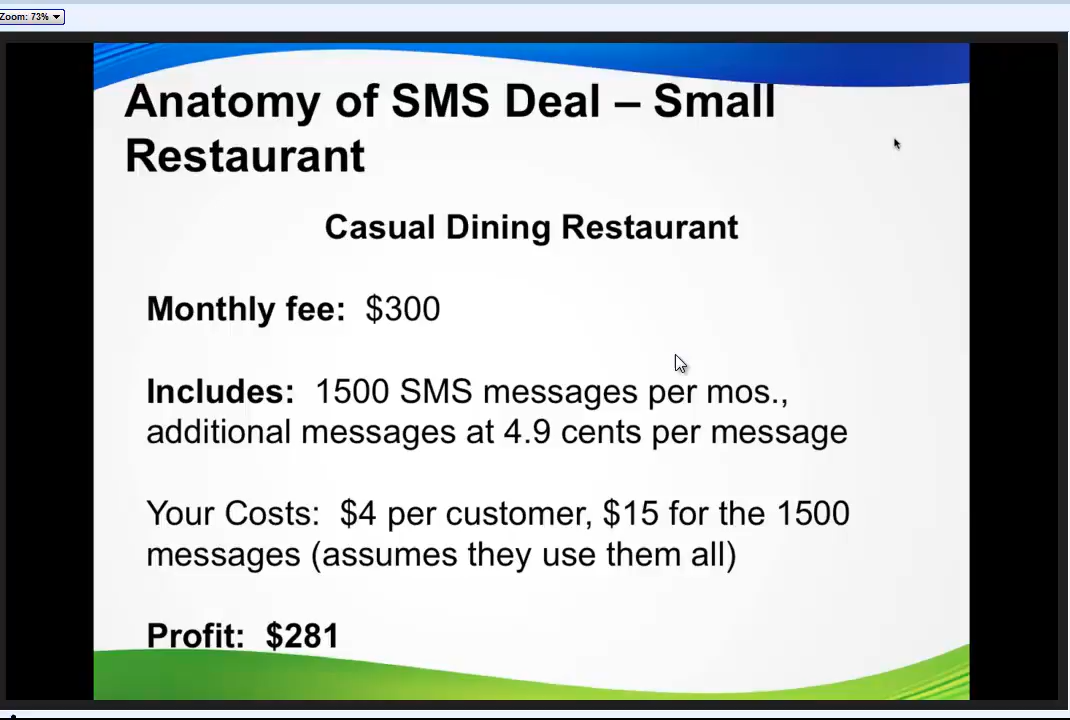 Zoom: 73%
Anatomy of SMS Deal – Small
Restaurant
Casual Dining Restaurant
Monthly fee: $300
Includes: 1500 SMS messages per mos.,
additional messages at 4.9 cents per message
Your Costs: $4 per customer, $15 for the 1500
messages (assumes they use them all)
Profit: $281